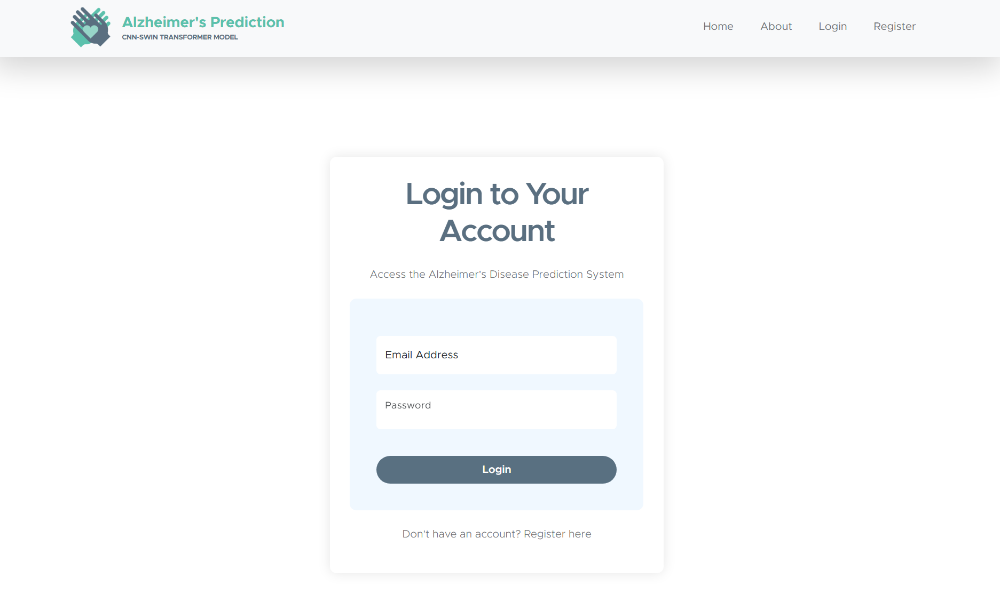 Alzheimer's Prediction
CNN-SWIN TRANSFORMER MODEL
Home About Login Register
Login to Your
Account
Access the Alzheimer's Disease Prediction System
Email Address
Password
Login
Don't have an account? Register here